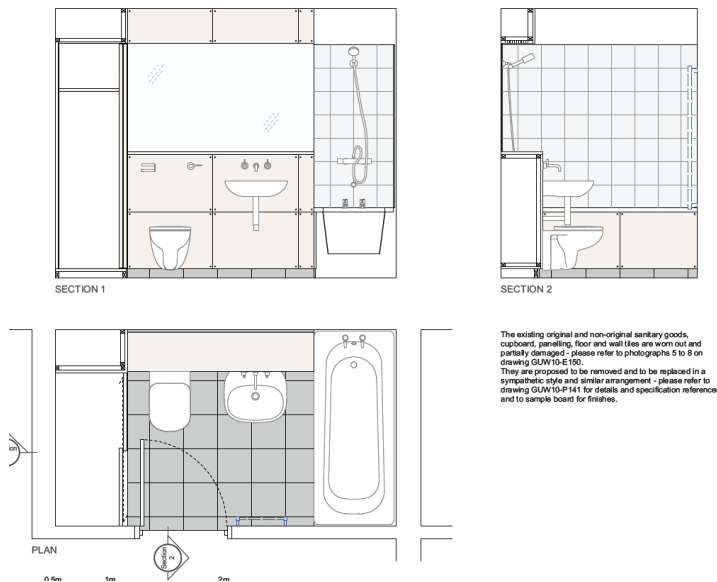 SECTION 1
SECTION 2
The existing original and non-original sanitary goods,
cupboard, panelling, floor and wall tiles are worn out and
partially damaged - please refer to photographs 5 to 8 on
drawing GUW10-E150.
They are proposed to be removed and to be replaced in a
sympathetic style and similar arrangement - please refer to
drawing GUW10-P141 for details and specification references
and to sample board for finishes.
PLAN
Section
2
0.5m 1m 2m